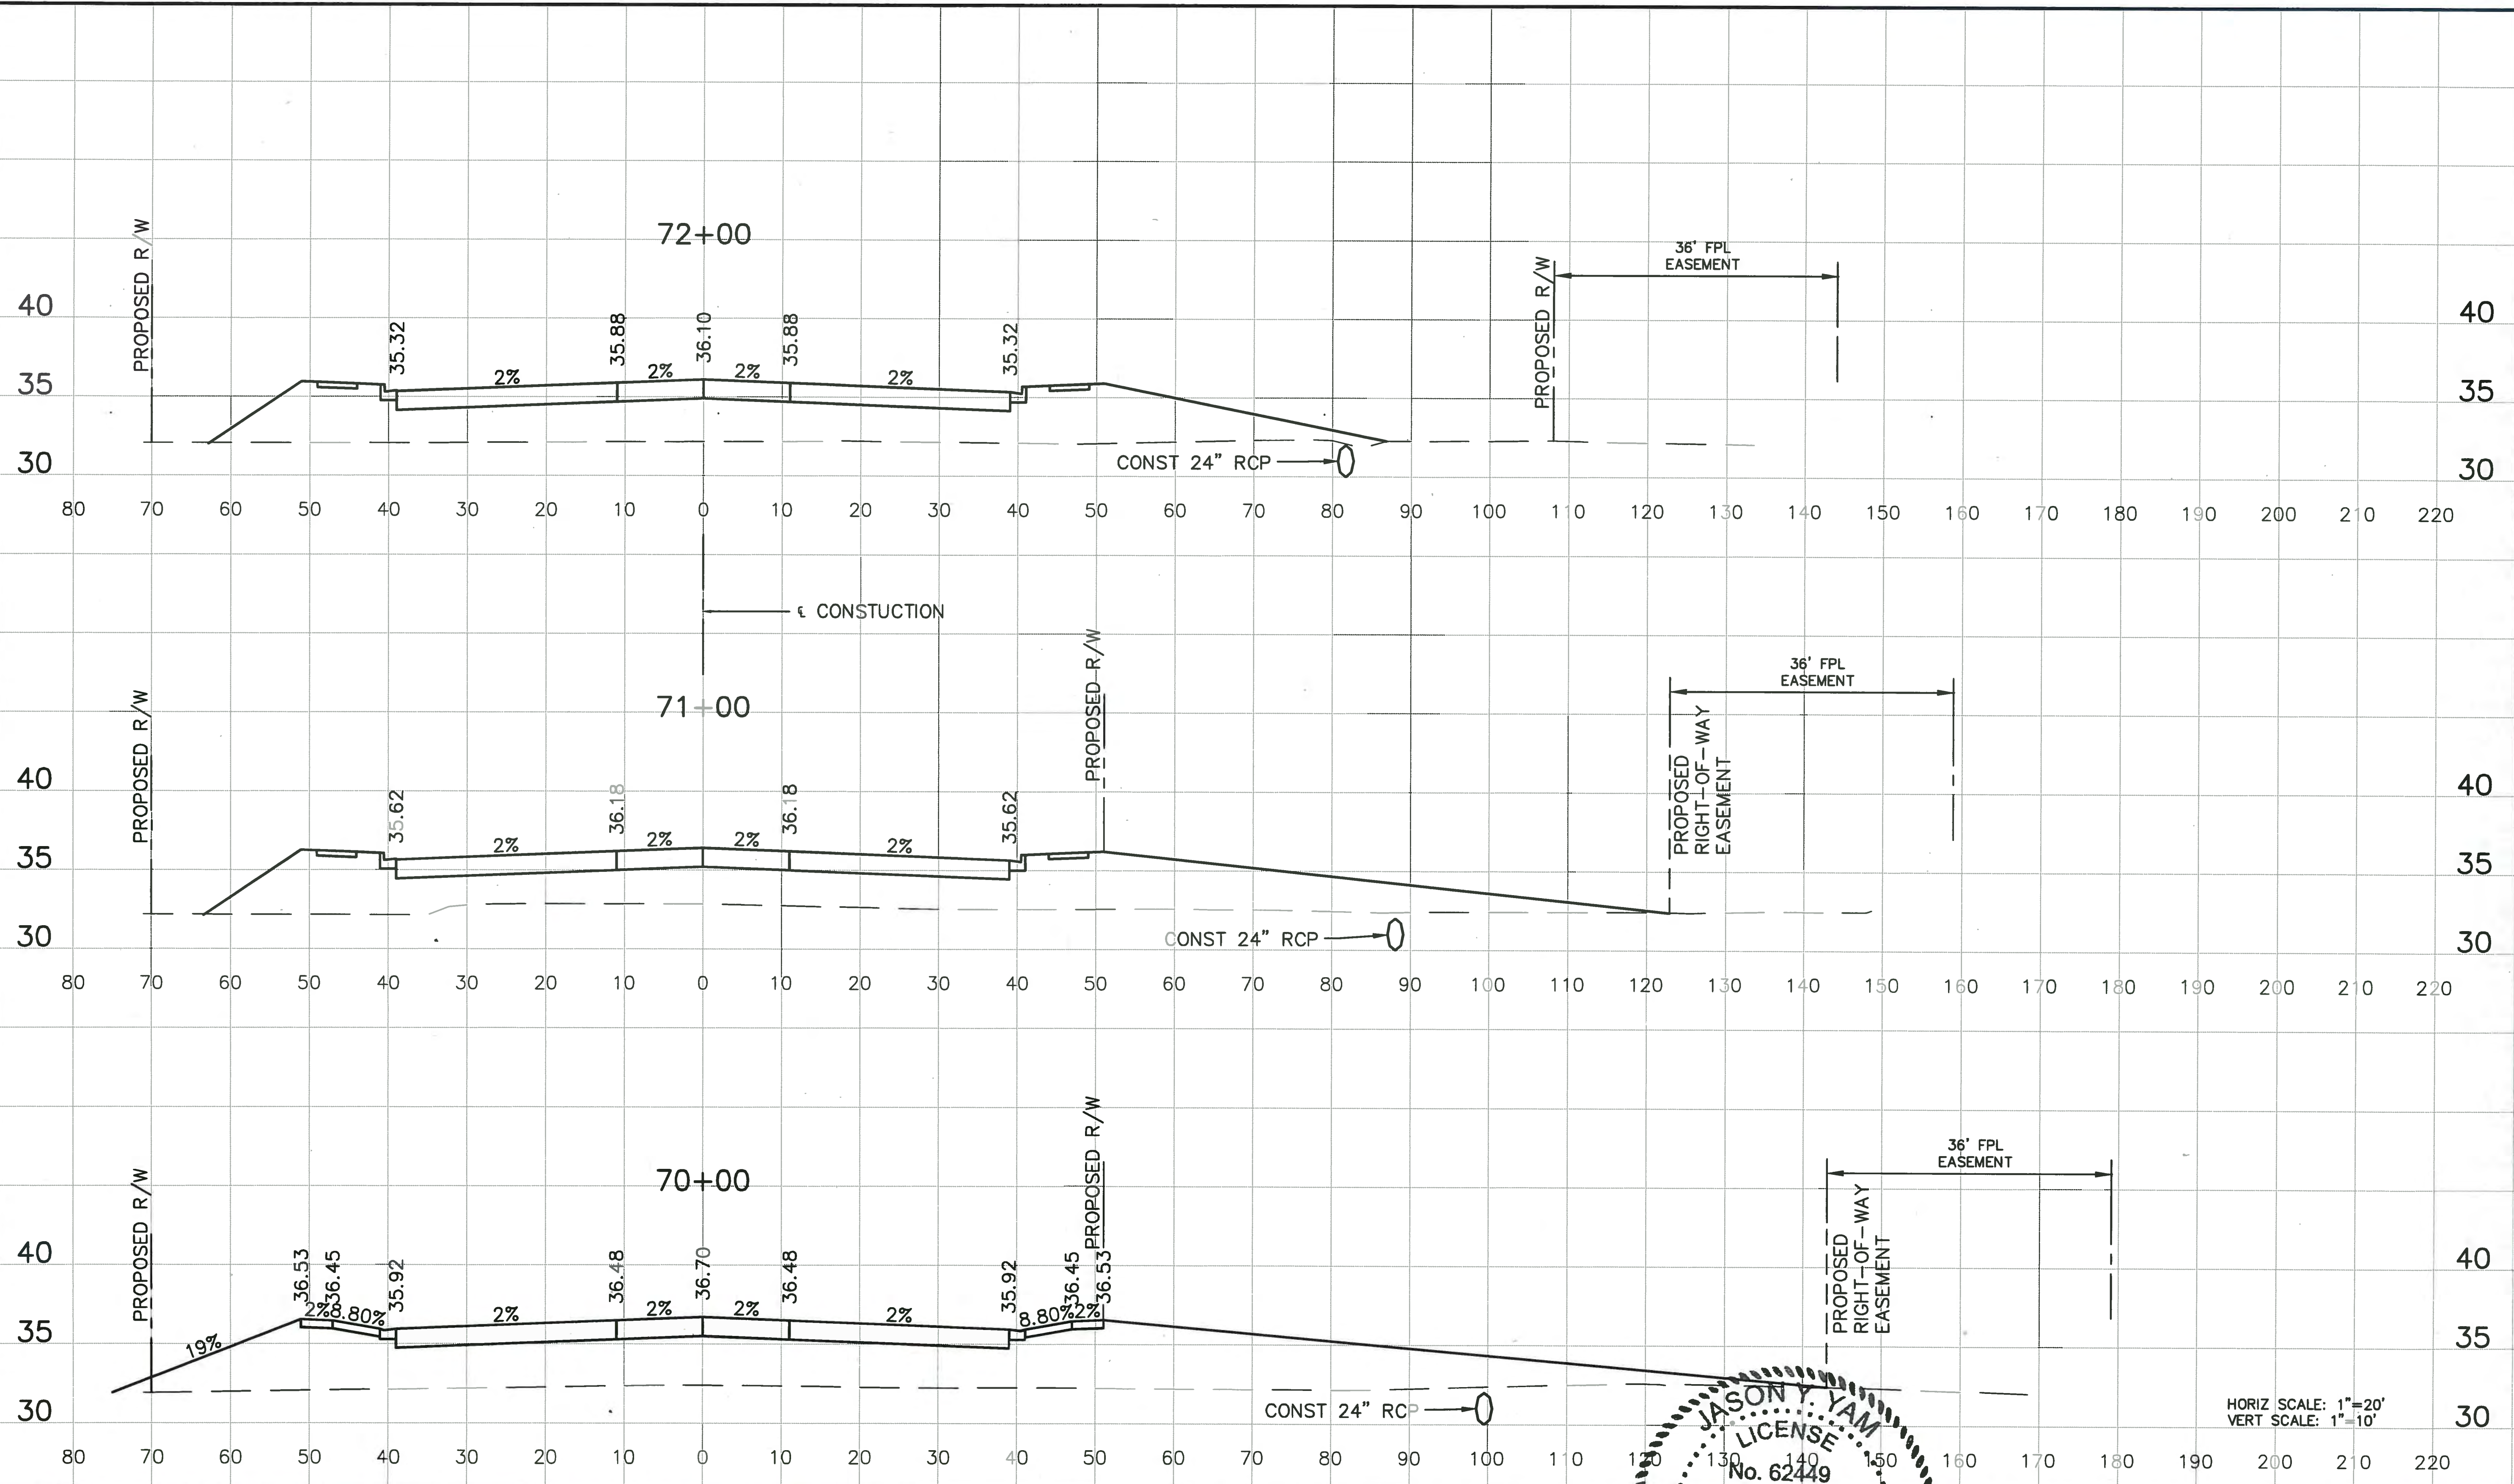 72+00
PROPOSED R/W
36' FPL
EASEMENT
PROPOSED R/W
40
35.32
35.88
36.10
35.88
35.32
40
35
2%
2%
2%
2%
35
30
CONST 24" RCP
30
80 70 60 50 40 30 20 10 0 10 20 30 40 50 60 70 80 90 100 110 120 130 140 150 160 170 180 190 200 210 220
℄ CONSTUCTION
PROPOSED R/W
36' FPL
EASEMENT
71+00
PROPOSED R/W
PROPOSED
RIGHT-OF-WAY
EASEMENT
40
35.62
36.18
36.18
35.62
40
35
2%
2%
2%
2%
35
30
CONST 24" RCP
30
80 70 60 50 40 30 20 10 0 10 20 30 40 50 60 70 80 90 100 110 120 130 140 150 160 170 180 190 200 210 220
PROPOSED R/W
36' FPL
EASEMENT
70+00
PROPOSED R/W
PROPOSED
RIGHT-OF-WAY
EASEMENT
40
36.53
36.45
35.92
36.48
36.70
36.48
35.92
36.45
36.53
40
35
19%
2%
8.80%
2%
2%
2%
2%
8.80%
2%
35
30
CONST 24" RCP
30
HORIZ SCALE: 1"=20'
VERT SCALE: 1"=10'
80 70 60 50 40 30 20 10 0 10 20 30 40 50 60 70 80 90 100 110 120 130 140 150 160 170 180 190 200 210 220
JASON Y. YAM
LICENSE
No. 62449